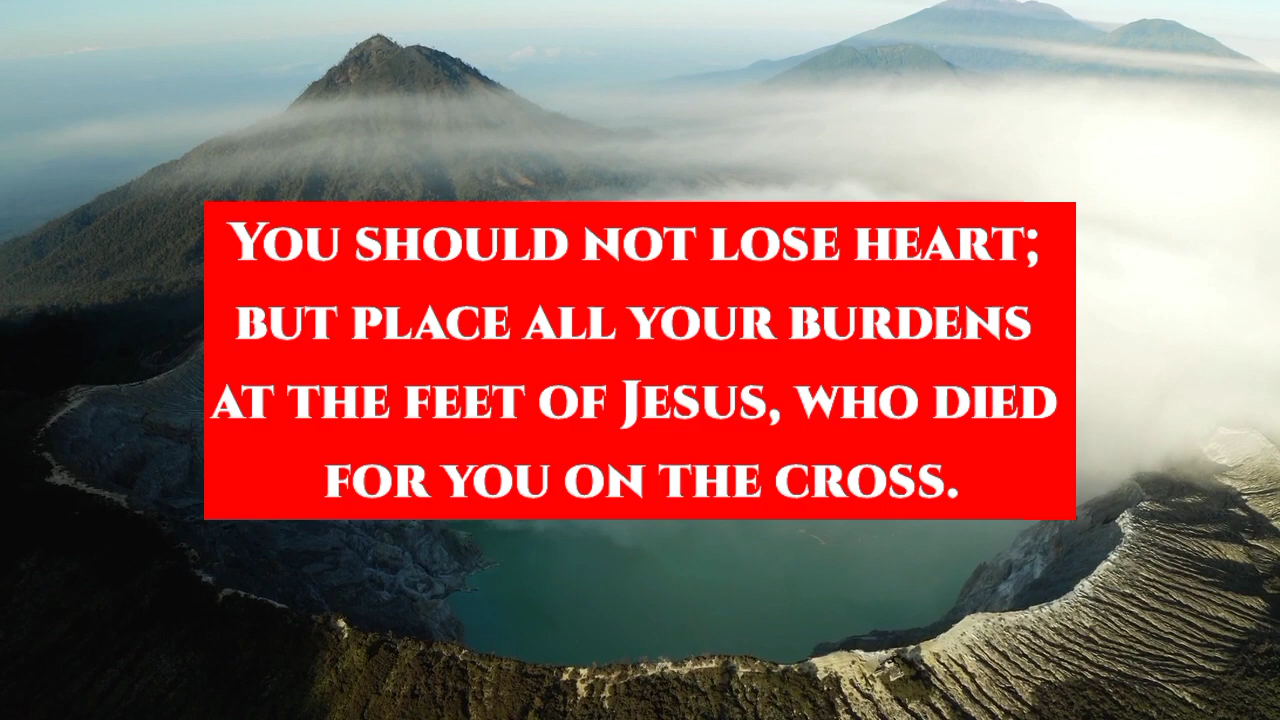 You should not lose heart;
but place all your burdens
at the feet of Jesus, who died
for you on the cross.